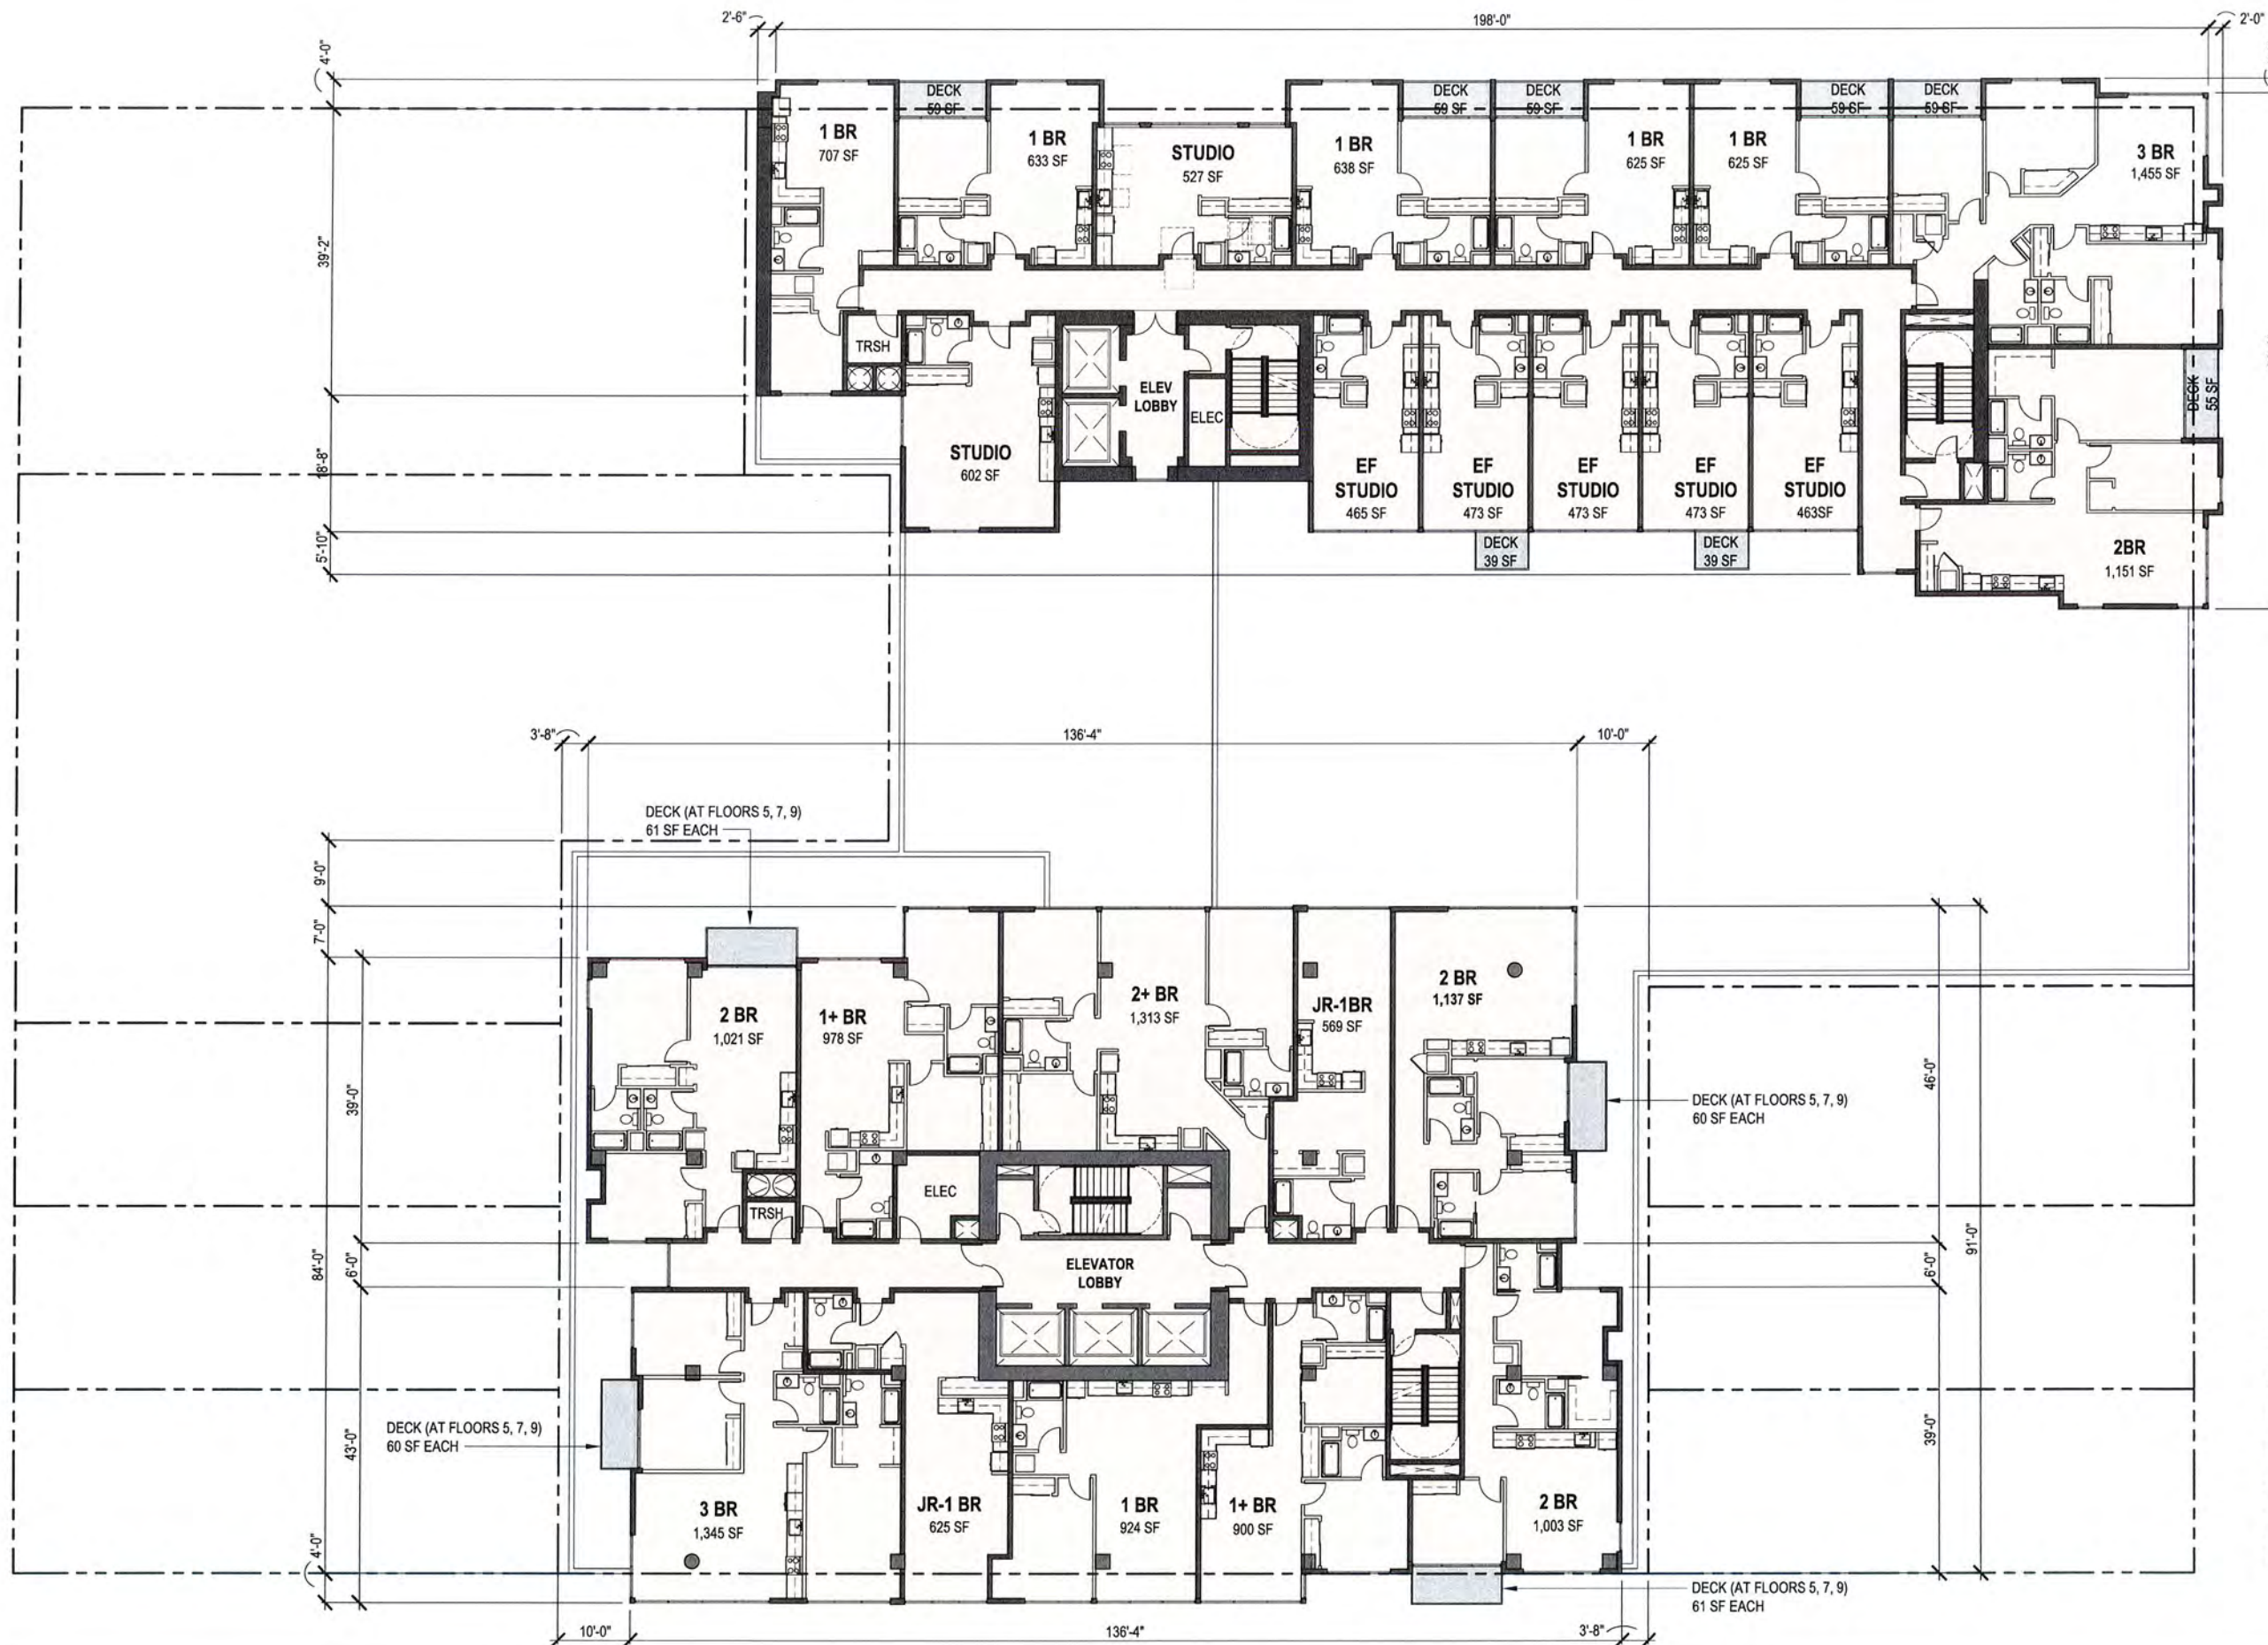 2'-6"
198'-0"
2'-0"
4'-0"
39'-2"
18'-8"
5'-10"
1 BR
707 SF
DECK
59 SF
1 BR
633 SF
STUDIO
527 SF
1 BR
638 SF
DECK
59 SF
DECK
59 SF
1 BR
625 SF
1 BR
625 SF
DECK
59 SF
DECK
59 SF
3 BR
1,455 SF
TRSH
STUDIO
602 SF
ELEV
LOBBY
ELEC
EF
STUDIO
465 SF
EF
STUDIO
473 SF
EF
STUDIO
473 SF
EF
STUDIO
473 SF
EF
STUDIO
463SF
DECK
39 SF
DECK
39 SF
DECK
55 SF
2BR
1,151 SF
3'-8"
136'-4"
10'-0"
DECK (AT FLOORS 5, 7, 9)
61 SF EACH
9'-0"
7'-0"
39'-0"
84'-0"
6'-0"
43'-0"
4'-0"
2 BR
1,021 SF
1+ BR
978 SF
2+ BR
1,313 SF
JR-1BR
569 SF
2 BR
1,137 SF
DECK (AT FLOORS 5, 7, 9)
60 SF EACH
46'-0"
91'-0"
6'-0"
39'-0"
TRSH
ELEC
ELEVATOR
LOBBY
DECK (AT FLOORS 5, 7, 9)
60 SF EACH
3 BR
1,345 SF
JR-1 BR
625 SF
1 BR
924 SF
1+ BR
900 SF
2 BR
1,003 SF
DECK (AT FLOORS 5, 7, 9)
61 SF EACH
10'-0"
136'-4"
3'-8"